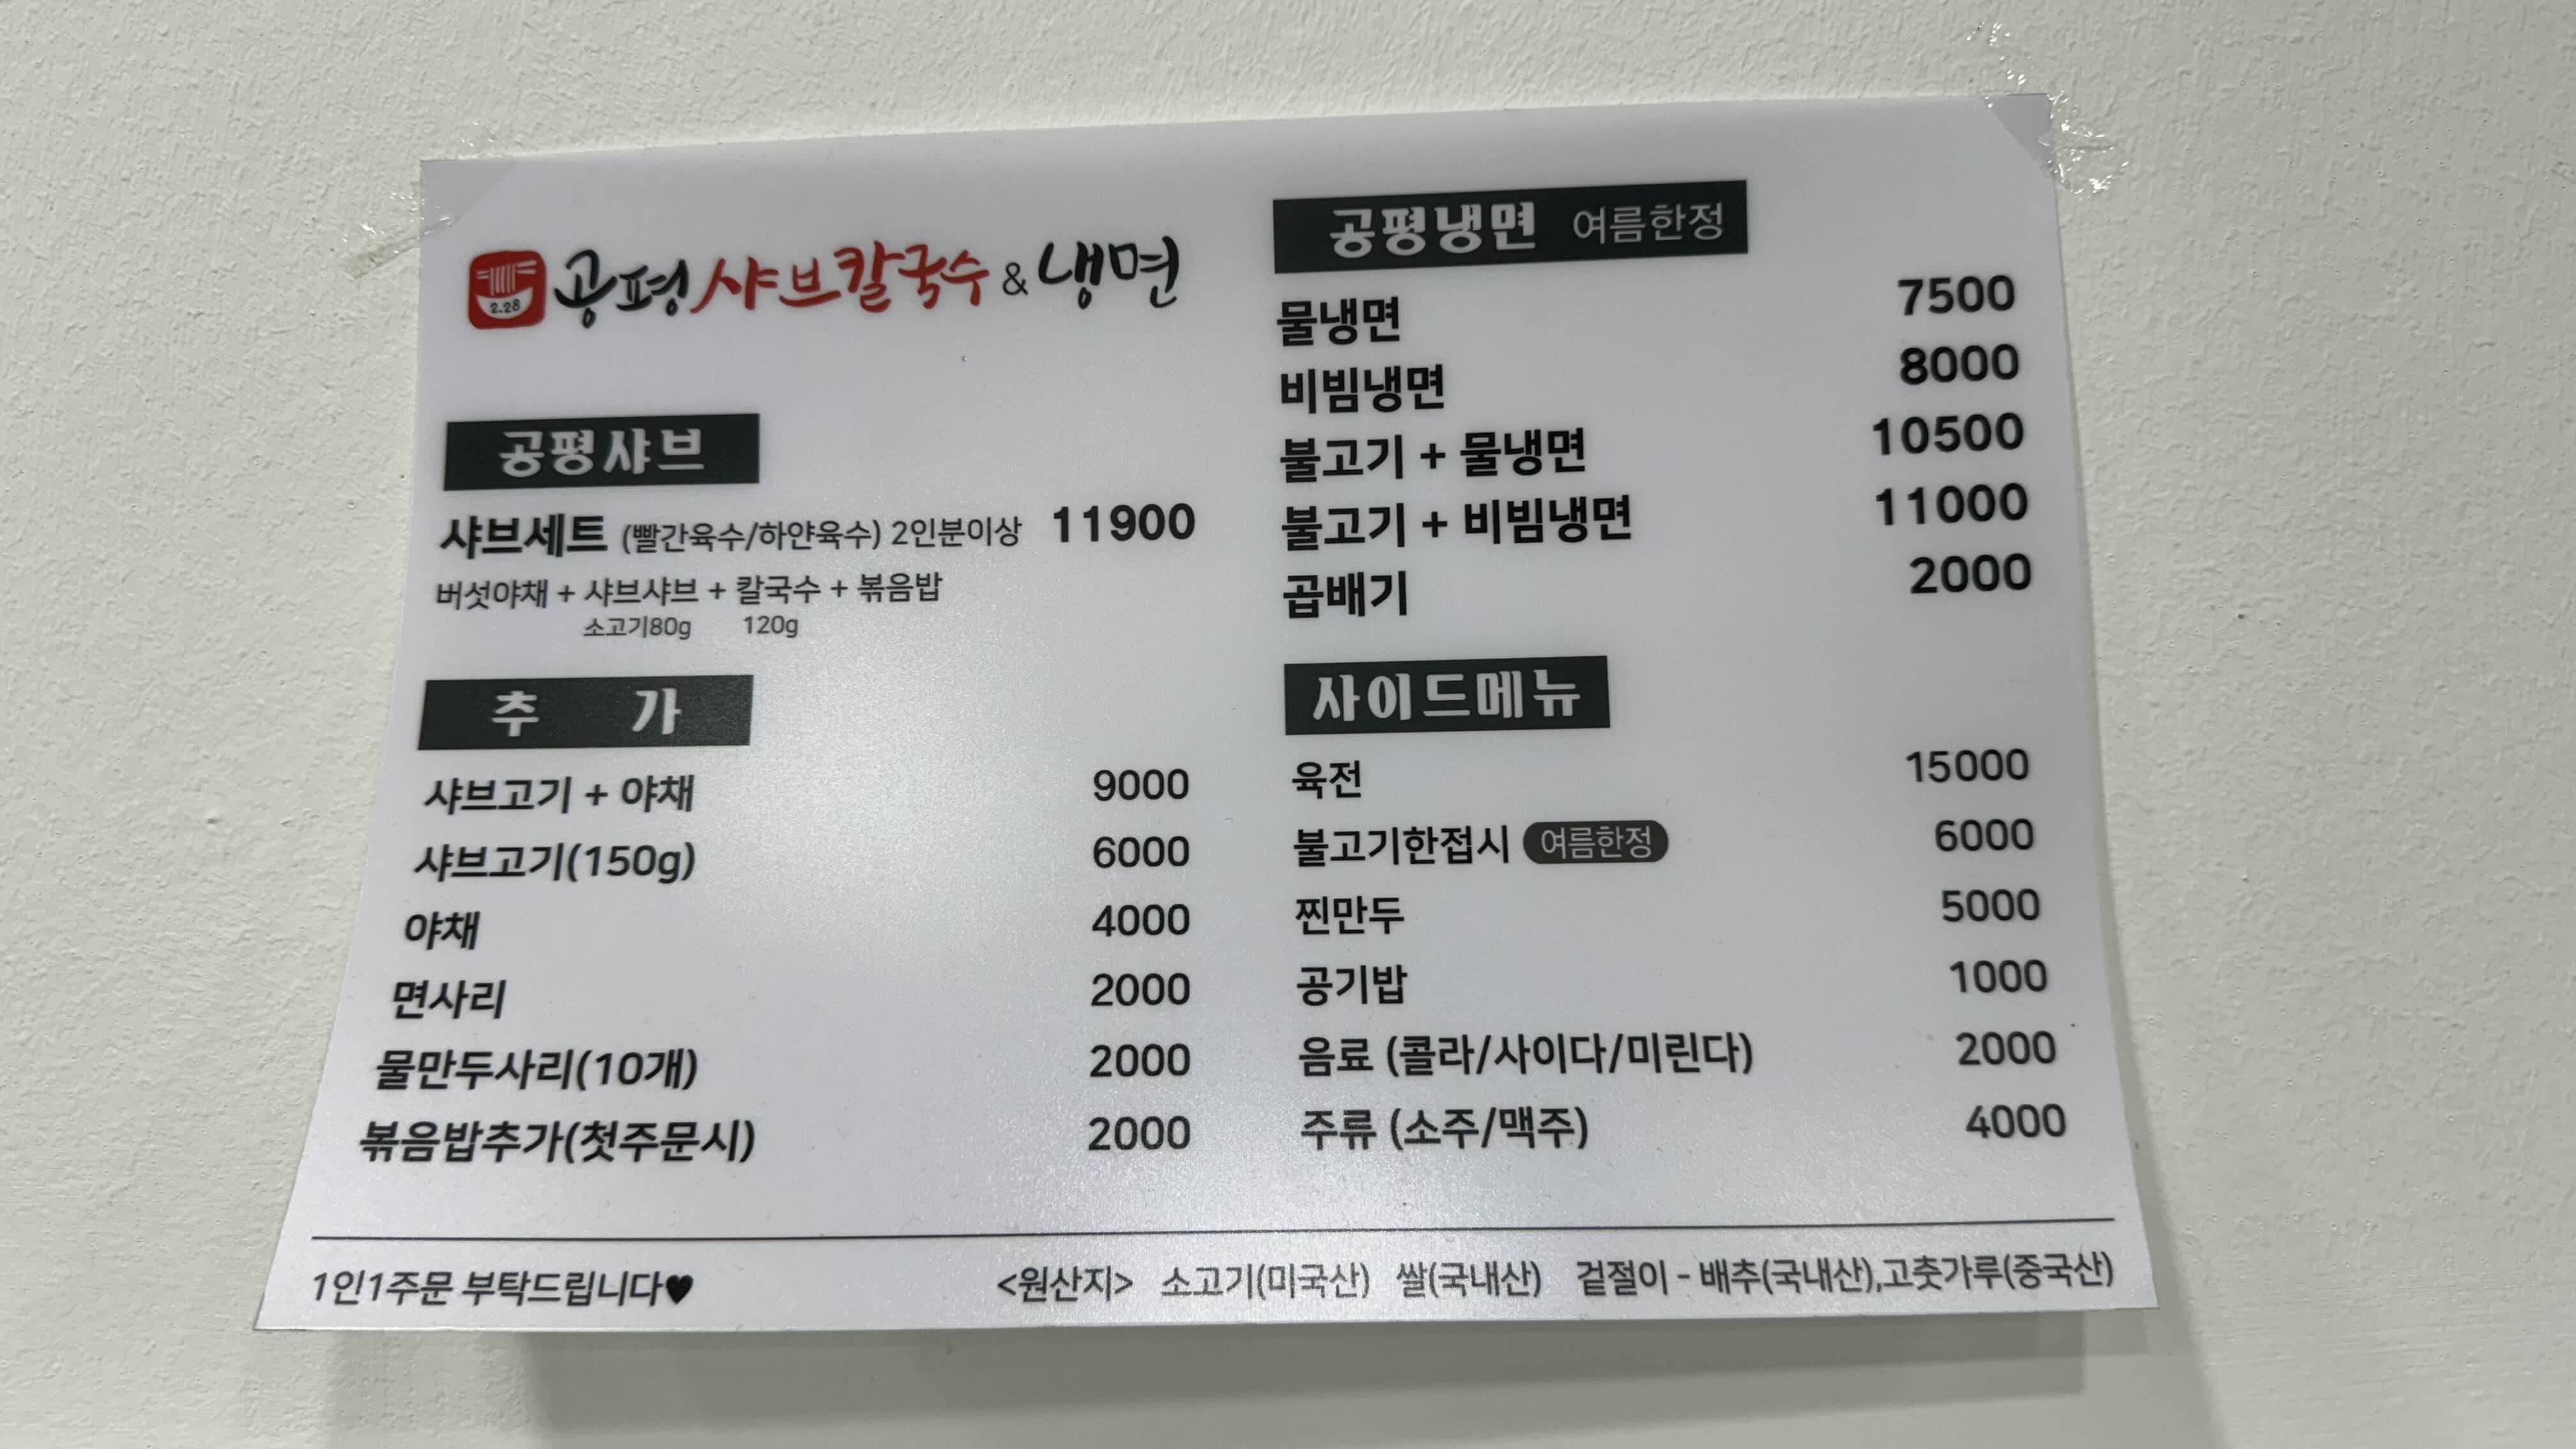 2.28
공평샤브칼국수&냉면
공평샤브
샤브세트 (빨간육수/하얀육수) 2인분이상 11900
버섯야채 + 샤브샤브 + 칼국수 + 볶음밥
소고기80g 120g
추 가
샤브고기 + 야채 9000
샤브고기(150g) 6000
야채 4000
면사리 2000
물만두사리(10개) 2000
볶음밥추가(첫주문시) 2000
공평냉면 여름한정
물냉면 7500
비빔냉면 8000
불고기 + 물냉면 10500
불고기 + 비빔냉면 11000
곱배기 2000
사이드메뉴
육전 15000
불고기한접시 여름한정 6000
찐만두 5000
공기밥 1000
음료 (콜라/사이다/미린다) 2000
주류 (소주/맥주) 4000
1인1주문 부탁드립니다♥
<원산지> 소고기(미국산) 쌀(국내산) 겉절이 - 배추(국내산),고춧가루(중국산)